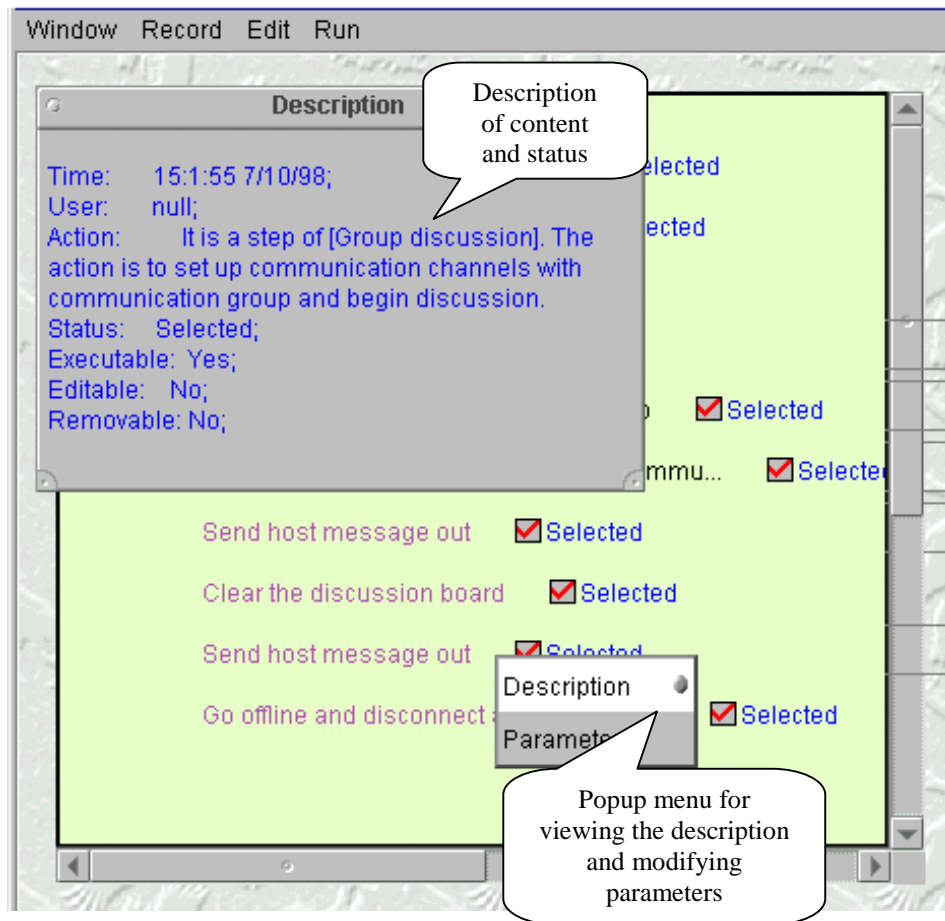 Window Record Edit Run
Description
Description
of content
and status
Time: 15:1:55 7/10/98;
User: null;
Action: It is a step of [Group discussion]. The
action is to set up communication channels with
communication group and begin discussion.
Status: Selected;
Executable: Yes;
Editable: No;
Removable: No;
Selected
Selected
Send host message out Selected
Clear the discussion board Selected
Send host message out Selected
Go offline and disconnect Selected
Description
Popup menu for
viewing the description
and modifying
parameters